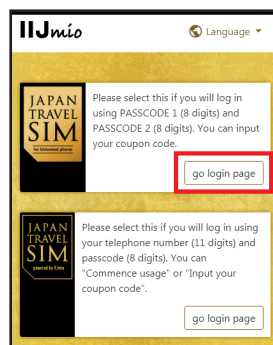 IIJmio
Language
JAPAN
TRAVEL
SIM
for Unlocked phone
Please select this if you will log in
using PASSCODE 1 (8 digits) and
PASSCODE 2 (8 digits). You can input
your coupon code.
go login page
JAPAN
TRAVEL
SIM
powered by IIJmio
Please select this if you will log in using
your telephone number (11 digits) and
passcode (8 digits). You can
"Commence usage" or "Input your
coupon code".
go login page